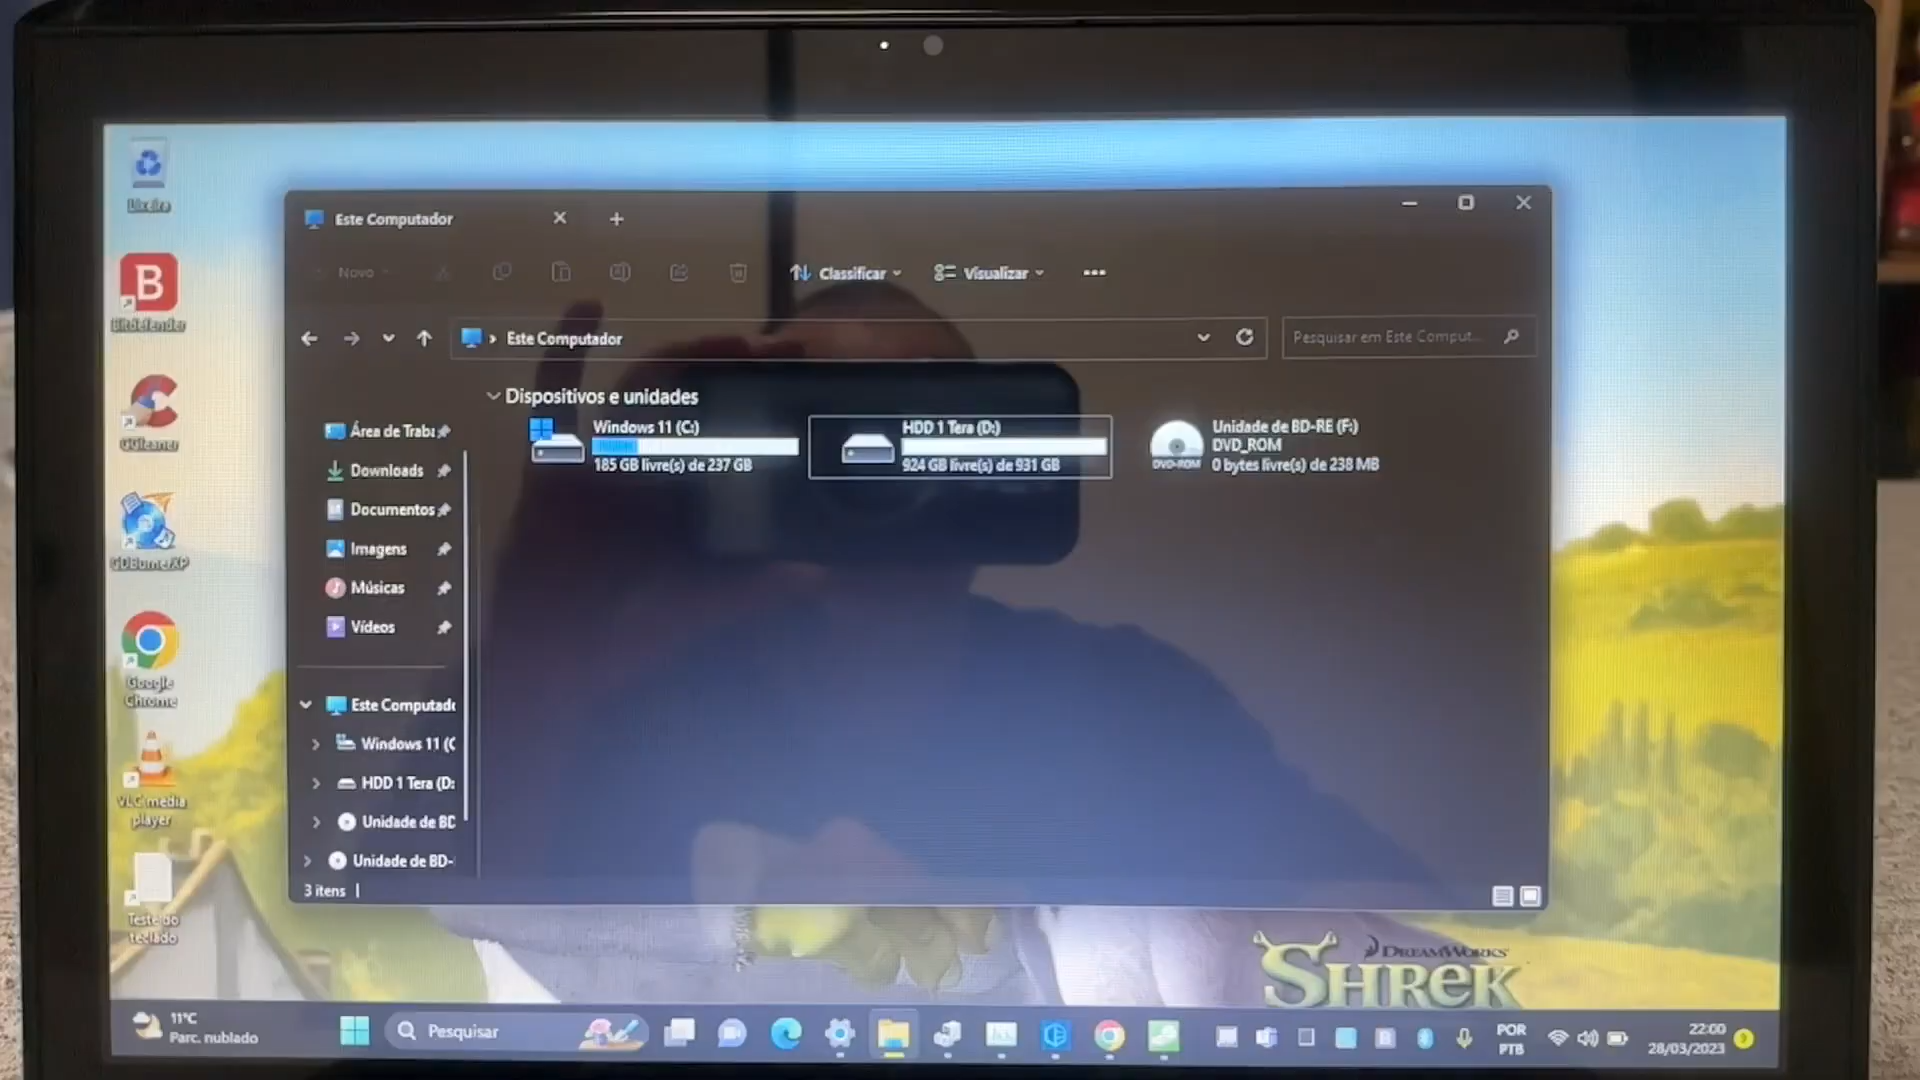 Lixeira
Bitdefender
CCleaner
CDBurnerXP
Google
Chrome
VLC media
player
Teste do
teclado
Este Computador
Novo
Classificar
Visualizar
Este Computador
Pesquisar em Este Comput...
Área de Trab
Downloads
Documentos
Imagens
Músicas
Vídeos
Este Computad
Windows 11 (C
HDD 1 Tera (D:
Unidade de BD
Unidade de BD-
Dispositivos e unidades
Windows 11 (C:)
185 GB livre(s) de 237 GB
HDD 1 Tera (D:)
924 GB livre(s) de 931 GB
DVD-ROM
Unidade de BD-RE (F:)
DVD_ROM
0 bytes livre(s) de 238 MB
3 itens
DREAMWORKS
SHREK
11°C
Parc. nublado
Pesquisar
POR
PTB
22:00
28/03/2023